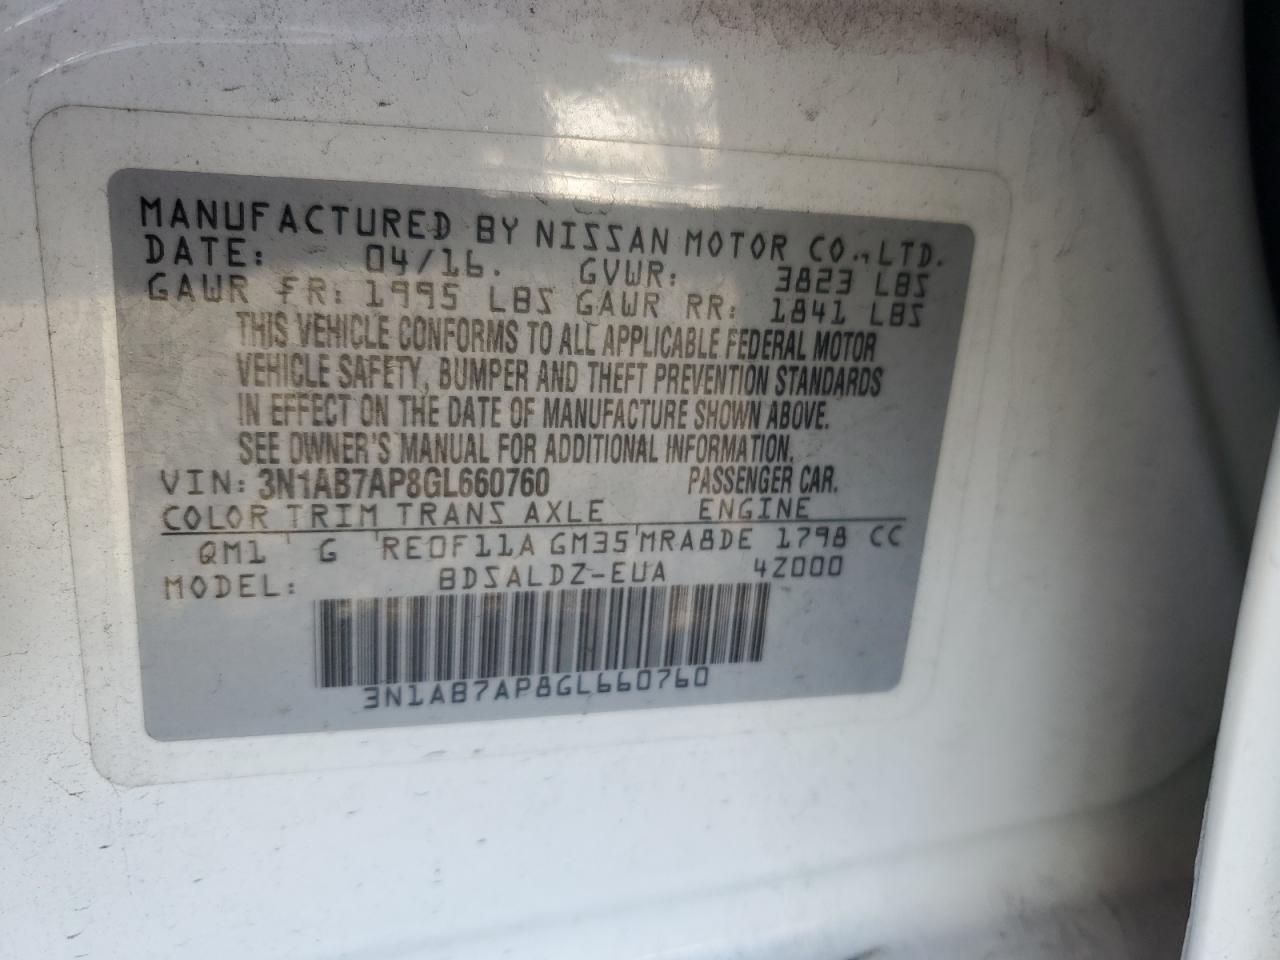 MANUFACTURED BY NISSAN MOTOR CO., LTD.
DATE: 04/16. GVWR: 3823 LBS
GAWR FR: 1995 LBS GAWR RR: 1841 LBS
THIS VEHICLE CONFORMS TO ALL APPLICABLE FEDERAL MOTOR
VEHICLE SAFETY, BUMPER AND THEFT PREVENTION STANDARDS
IN EFFECT ON THE DATE OF MANUFACTURE SHOWN ABOVE.
SEE OWNER'S MANUAL FOR ADDITIONAL INFORMATION.
VIN: 3N1AB7AP8GL660760 PASSENGER CAR.
COLOR TRIM TRANS AXLE ENGINE
QM1 G RE0F11A GM35 MRA8DE 1798 CC
MODEL: BDSALDZ-EUA 4Z000
3N1AB7AP8GL660760